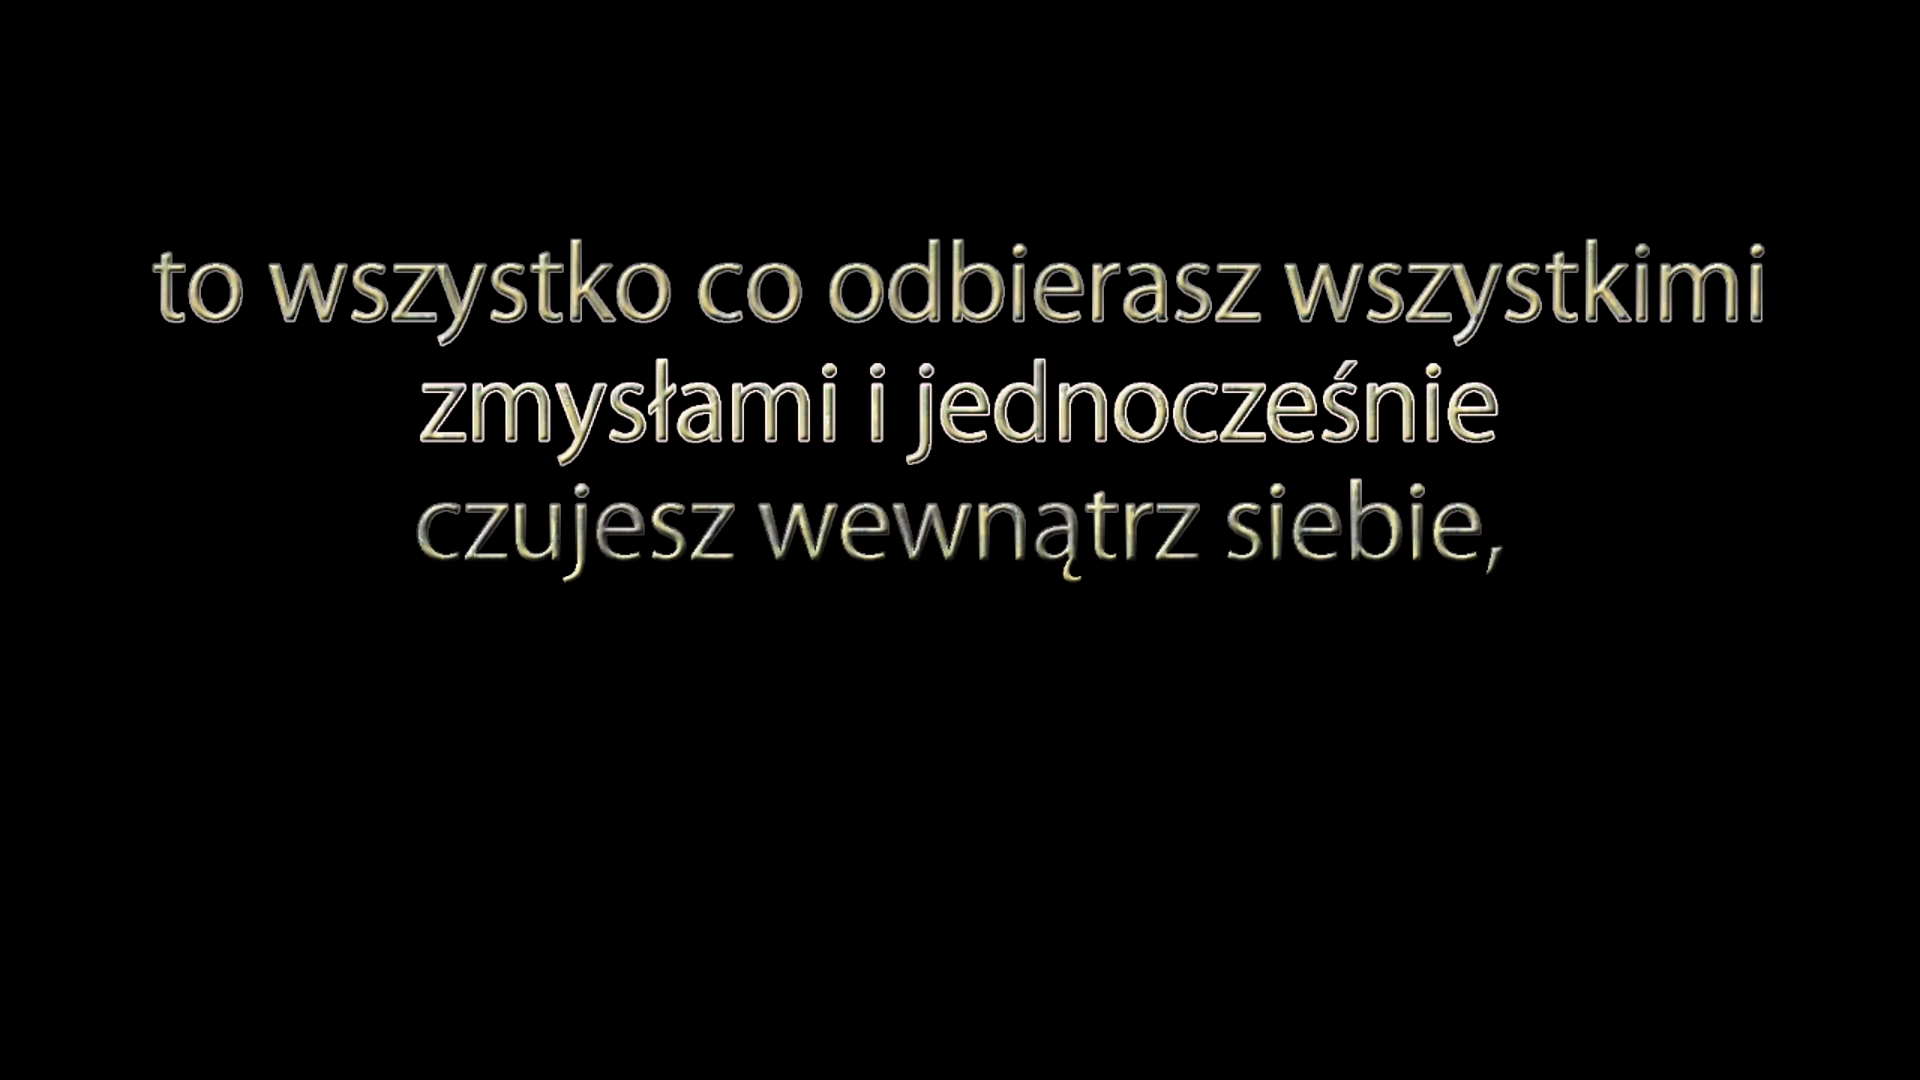 to wszystko co odbierasz wszystkimi
zmysłami i jednocześnie
czujesz wewnątrz siebie,